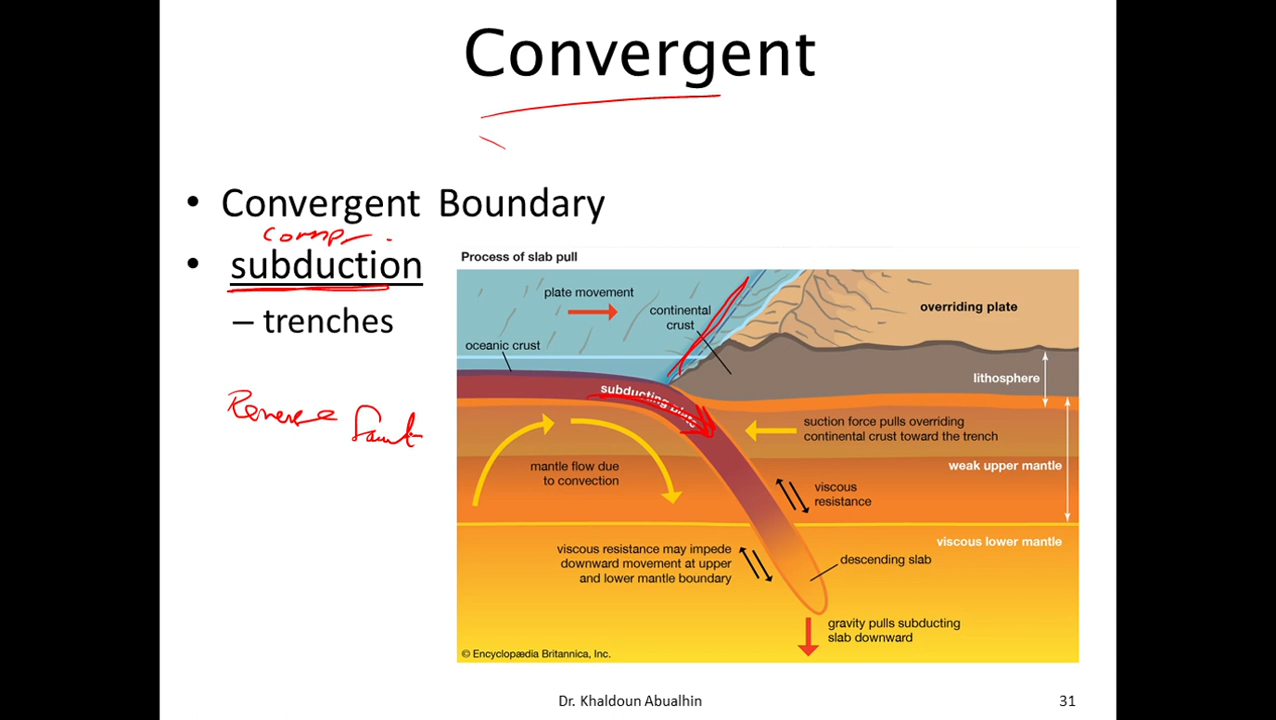 Convergent
• Convergent Boundary
comp
• subduction
– trenches
Reverse Fault
Process of slab pull
plate movement
continental
crust
overriding plate
oceanic crust
lithosphere
subducting plate
suction force pulls overriding
continental crust toward the trench
mantle flow due
to convection
weak upper mantle
viscous
resistance
viscous lower mantle
viscous resistance may impede
downward movement at upper
and lower mantle boundary
descending slab
gravity pulls subducting
slab downward
© Encyclopædia Britannica, Inc.
Dr. Khaldoun Abualhin
31